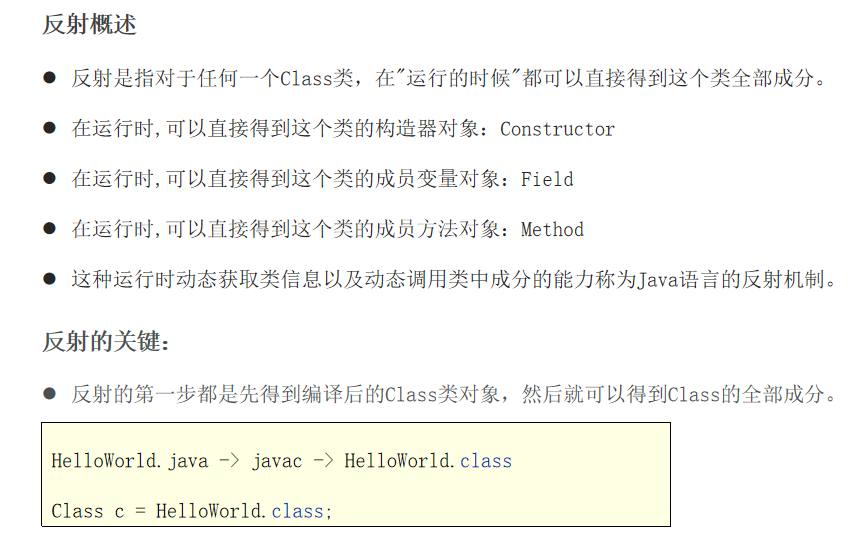 反射概述
● 反射是指对于任何一个Class类，在"运行的时候"都可以直接得到这个类全部成分。
● 在运行时,可以直接得到这个类的构造器对象：Constructor
● 在运行时,可以直接得到这个类的成员变量对象：Field
● 在运行时,可以直接得到这个类的成员方法对象：Method
● 这种运行时动态获取类信息以及动态调用类中成分的能力称为Java语言的反射机制。
反射的关键：
● 反射的第一步都是先得到编译后的Class类对象，然后就可以得到Class的全部成分。
HelloWorld.java -> javac -> HelloWorld.class
Class c = HelloWorld.class;